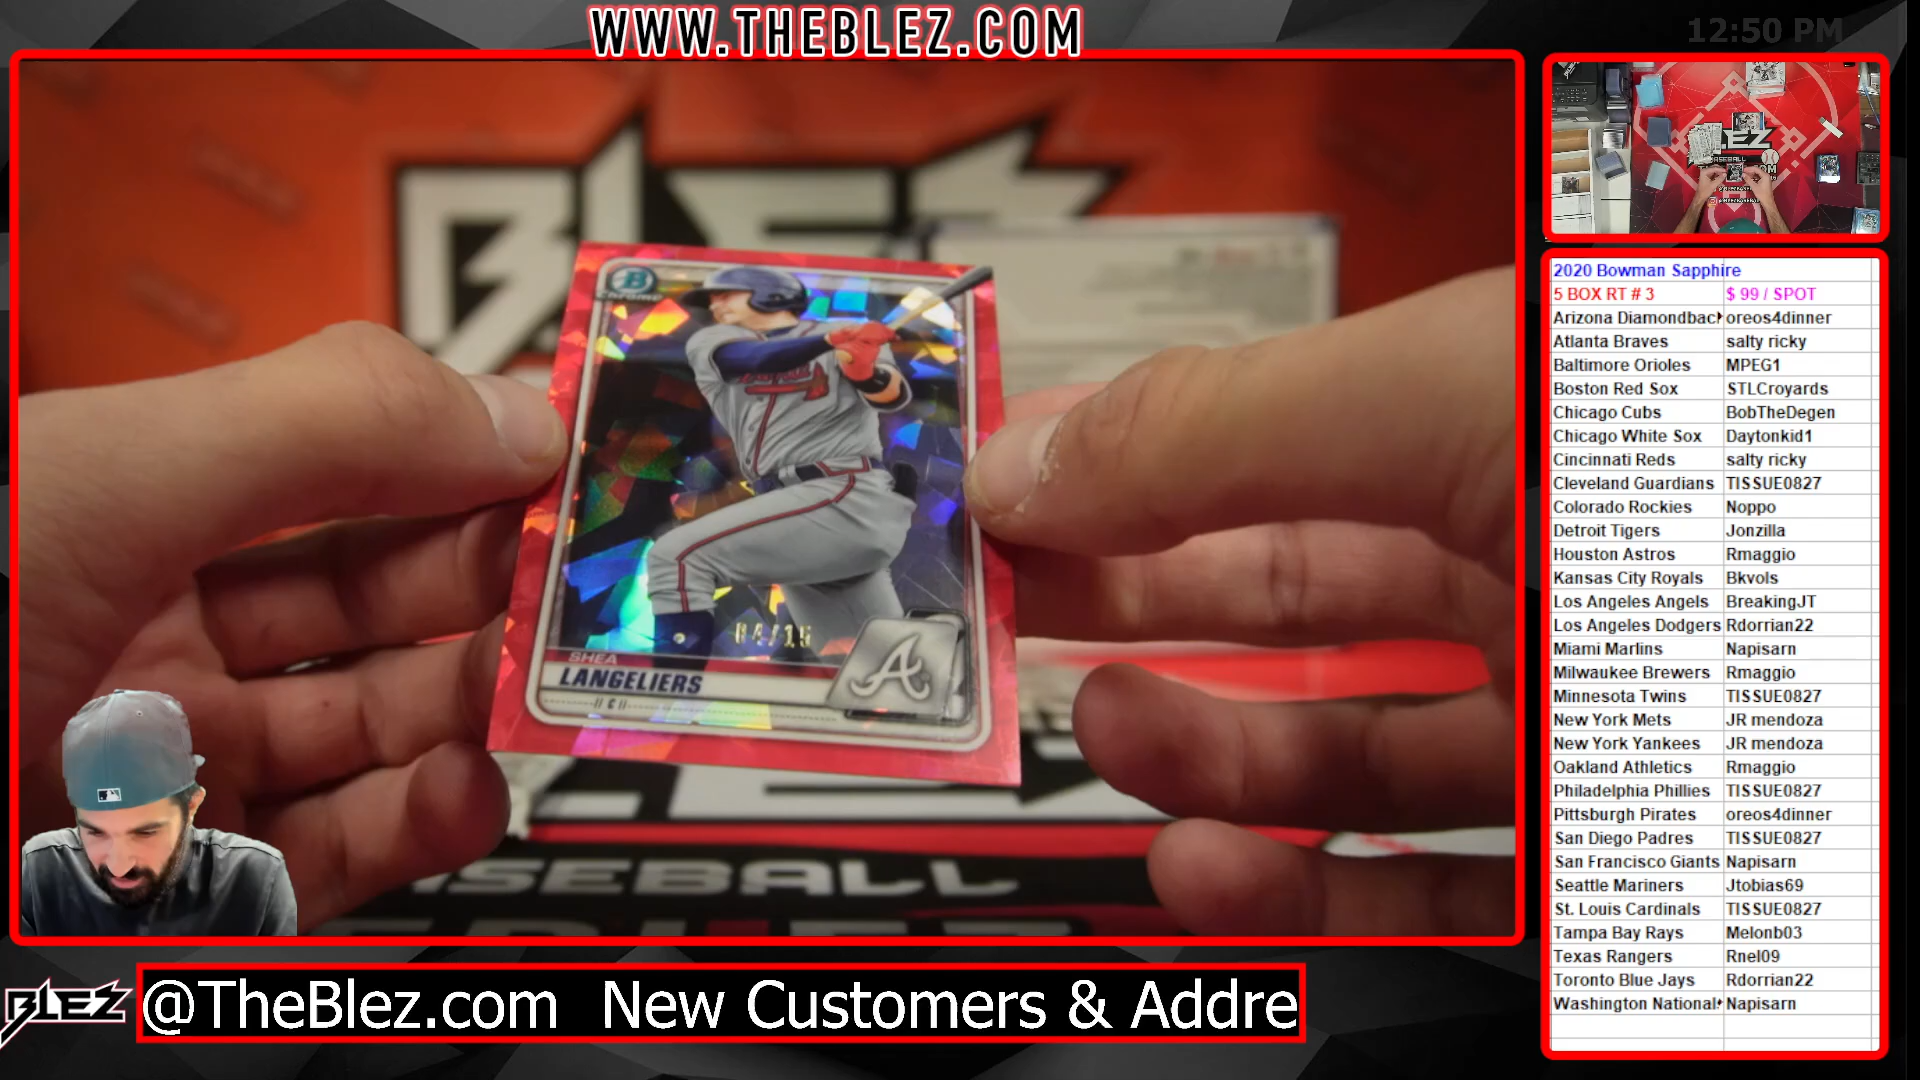 WWW.THEBLEZ.COM
12:50 PM
BLEZ
B
chrome
04/15
SHEA
LANGELIERS
C
A
2020 Bowman Sapphire
5 BOX RT # 3 $ 99 / SPOT
Arizona Diamondbac oreos4dinner
Atlanta Braves salty ricky
Baltimore Orioles MPEG1
Boston Red Sox STLCroyards
Chicago Cubs BobTheDegen
Chicago White Sox Daytonkid1
Cincinnati Reds salty ricky
Cleveland Guardians TISSUE0827
Colorado Rockies Noppo
Detroit Tigers Jonzilla
Houston Astros Rmaggio
Kansas City Royals Bkvols
Los Angeles Angels BreakingJT
Los Angeles Dodgers Rdorrian22
Miami Marlins Napisarn
Milwaukee Brewers Rmaggio
Minnesota Twins TISSUE0827
New York Mets JR mendoza
New York Yankees JR mendoza
Oakland Athletics Rmaggio
Philadelphia Phillies TISSUE0827
Pittsburgh Pirates oreos4dinner
San Diego Padres TISSUE0827
San Francisco Giants Napisarn
Seattle Mariners Jtobias69
St. Louis Cardinals TISSUE0827
Tampa Bay Rays Melonb03
Texas Rangers Rnel09
Toronto Blue Jays Rdorrian22
Washington National Napisarn
BASEBALL
BLEZ
@TheBlez.com New Customers & Addre